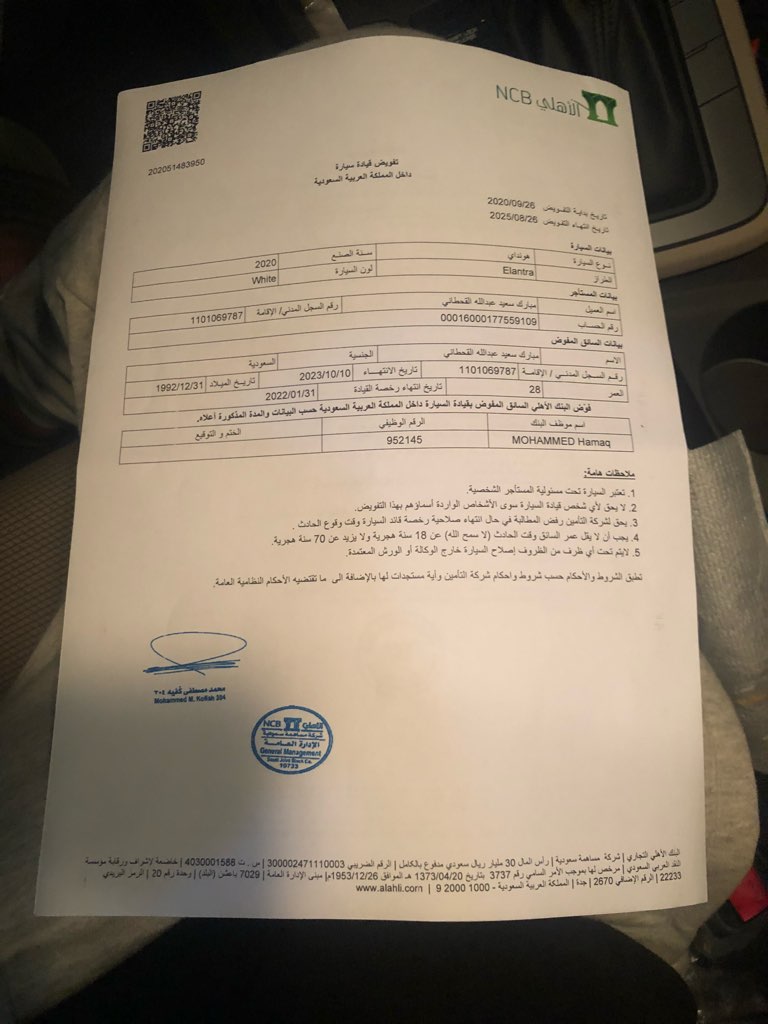 الأهلي NCB
202051483950
تفويض قيادة سيارة
داخل المملكة العربية السعودية
تاريخ بداية التفويض 2020/09/26
تاريخ انتهاء التفويض 2025/08/26
بيانات السيارة
نوع السيارة هونداي سنة الصنع 2020
الطراز Elantra لون السيارة White
بيانات المستأجر
اسم العميل مبارك سعيد عبدالله القحطاني رقم السجل المدني/ الإقامة 1101069787
رقم الحساب 00016000177559109
بيانات السائق المفوض
الاسم مبارك سعيد عبدالله القحطاني الجنسية السعودية
رقم السجل المدني / الإقامة 1101069787 تاريخ الانتهاء 2023/10/10 تاريخ الميلاد 1992/12/31
العمر 28 تاريخ انتهاء رخصة القيادة 2022/01/31
فوّض البنك الأهلي السائق المفوض بقيادة السيارة داخل المملكة العربية السعودية حسب البيانات والمدة المذكورة أعلاه.
اسم موظف البنك الرقم الوظيفي الختم و التوقيع
MOHAMMED Hamaq 952145
ملاحظات هامة:
1. تعتبر السيارة تحت مسئولية المستأجر الشخصية.
2. لا يحق لأي شخص قيادة السيارة سوى الأشخاص الواردة أسماؤهم بهذا التفويض.
3. يحق لشركة التأمين رفض المطالبة في حال انتهاء صلاحية رخصة قائد السيارة وقت وقوع الحادث .
4. يجب أن لا يقل عمر السائق وقت الحادث (لا سمح الله) عن 18 سنة هجرية ولا يزيد عن 70 سنة هجرية.
5. لايتم تحت أي ظرف من الظروف إصلاح السيارة خارج الوكالة أو الورش المعتمدة.
تطبق الشروط والأحكام حسب شروط واحكام شركة التأمين وأية مستجدات لها بالإضافة الى ما تقتضيه الأحكام النظامية العامة.
محمد مصطفى كفيه ٣٠٤
Mohammed M. Kofiah 304
NCB الأهلي
شركة مساهمة سعودية
الإدارة العامة
General Management
Saudi Joint Stock Co.
10733
البنك الأهلي التجاري | شركة مساهمة سعودية | رأس المال 30 مليار ريال سعودي مدفوع بالكامل | الرقم الضريبي 300002471110003 | س . ت 4030001588 | خاضعة لإشراف ورقابة مؤسسة
النقد العربي السعودي | مرخص لها بموجب الأمر السامي رقم 3737 بتاريخ 1373/04/20 هـ الموافق 1953/12/26م | مبنى الإدارة العامة | 7029 باعشن (البلد) | وحدة رقم 20 | الرمز البريدي
22233 | الرقم الإضافي 2670 | جدة | المملكة العربية السعودية - 1000 2000 9 | www.alahli.com